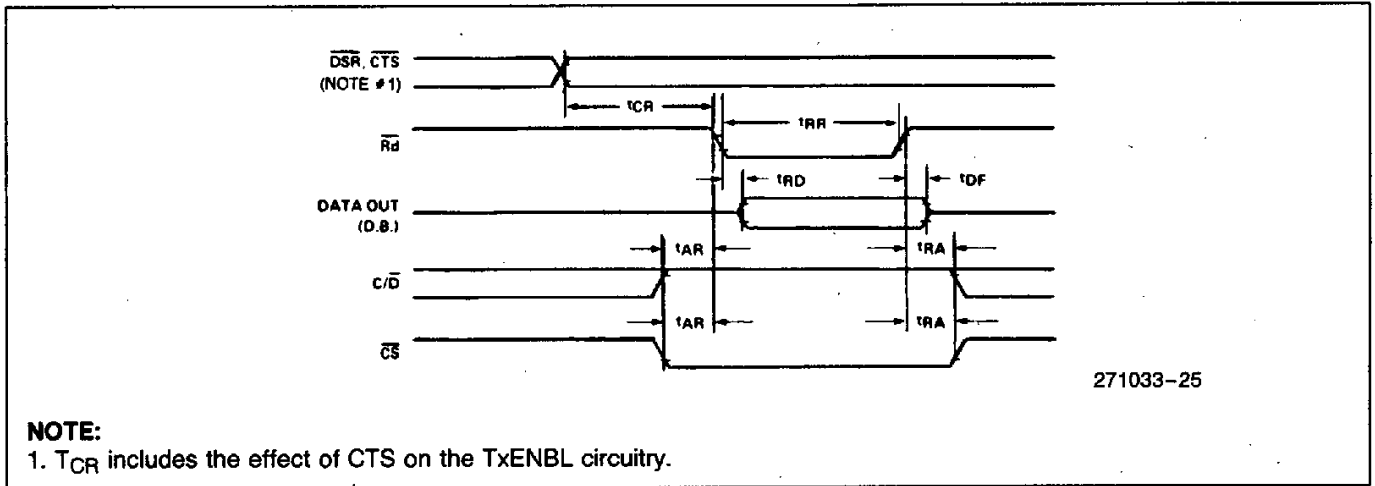 DSR, CTS
(NOTE #1)
tCR
tRR
Rd
tRD
tDF
DATA OUT
(D.B.)
tAR
tRA
C/D
tAR
tRA
CS
271033–25
NOTE:
1. TCR includes the effect of CTS on the TxENBL circuitry.